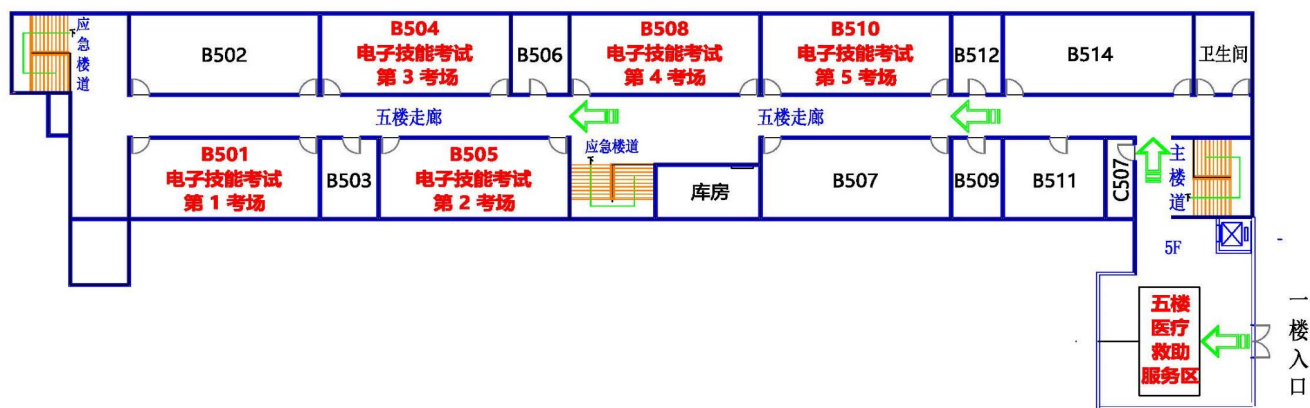 应急楼道
B502
B504
电子技能考试
第 3 考场
B506
B508
电子技能考试
第 4 考场
B510
电子技能考试
第 5 考场
B512
B514
卫生间
五楼走廊
五楼走廊
B501
电子技能考试
第 1 考场
B503
B505
电子技能考试
第 2 考场
应急楼道
库房
B507
B509
B511
C507
主楼道
5F
五楼
医疗
救助
服务区
一楼入口